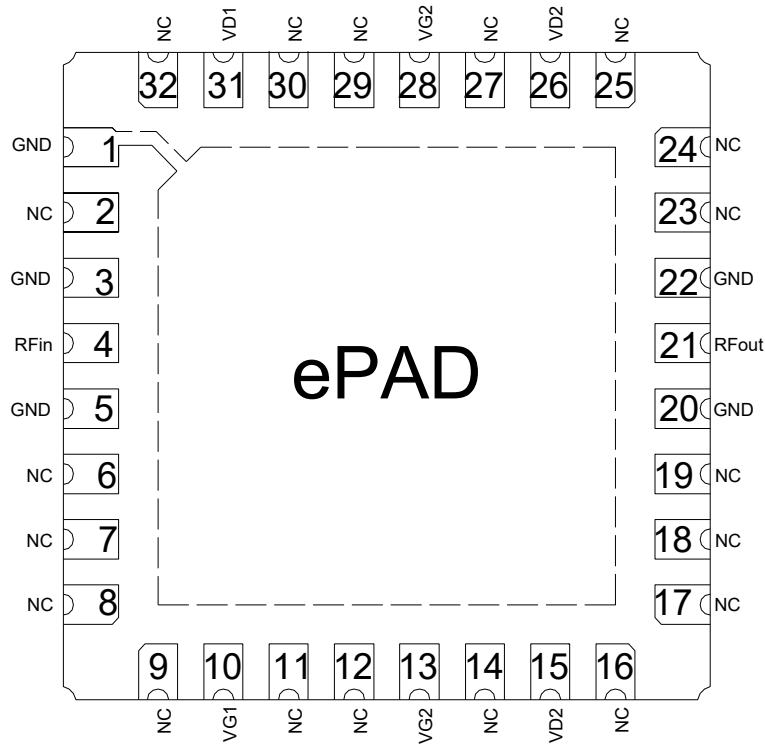 NC VD1 NC NC VG2 NC VD2 NC
32 31 30 29 28 27 26 25
GND 1 24 NC
NC 2 23 NC
GND 3 22 GND
RFin 4 21 RFout
ePAD
GND 5 20 GND
NC 6 19 NC
NC 7 18 NC
NC 8 17 NC
9 10 11 12 13 14 15 16
NC VG1 NC NC VG2 NC VD2 NC